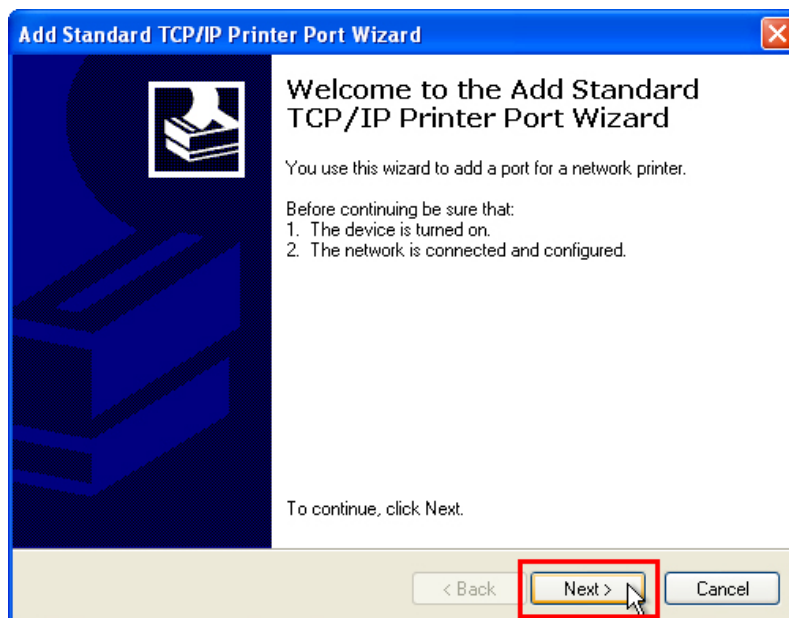 Add Standard TCP/IP Printer Port Wizard
Welcome to the Add Standard
TCP/IP Printer Port Wizard
You use this wizard to add a port for a network printer.
Before continuing be sure that:
1. The device is turned on.
2. The network is connected and configured.
To continue, click Next.
< Back Next > Cancel